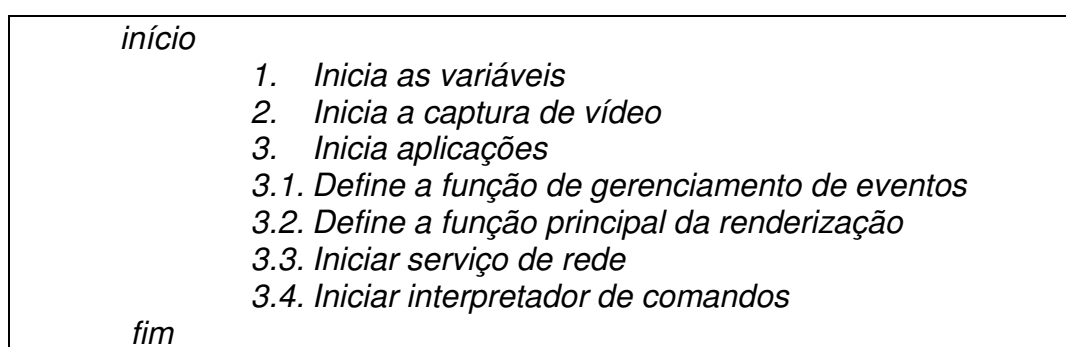 início
1. Inicia as variáveis
2. Inicia a captura de vídeo
3. Inicia aplicações
3.1. Define a função de gerenciamento de eventos
3.2. Define a função principal da renderização
3.3. Iniciar serviço de rede
3.4. Iniciar interpretador de comandos
fim